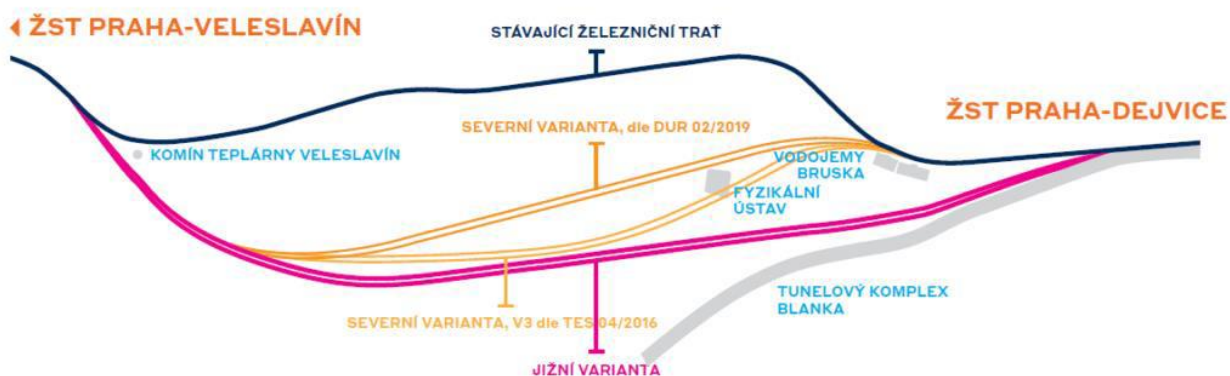 ŽST PRAHA-VELESLAVÍN
STÁVAJÍCÍ ŽELEZNIČNÍ TRAŤ
ŽST PRAHA-DEJVICE
SEVERNÍ VARIANTA, dle DUR 02/2019
KOMÍN TEPLÁRNY VELESLAVÍN
VODOJEMY
BRUSKA
FYZIKÁLNÍ
ÚSTAV
TUNELOVÝ KOMPLEX
BLANKA
SEVERNÍ VARIANTA, V3 dle TES 04/2016
JIŽNÍ VARIANTA